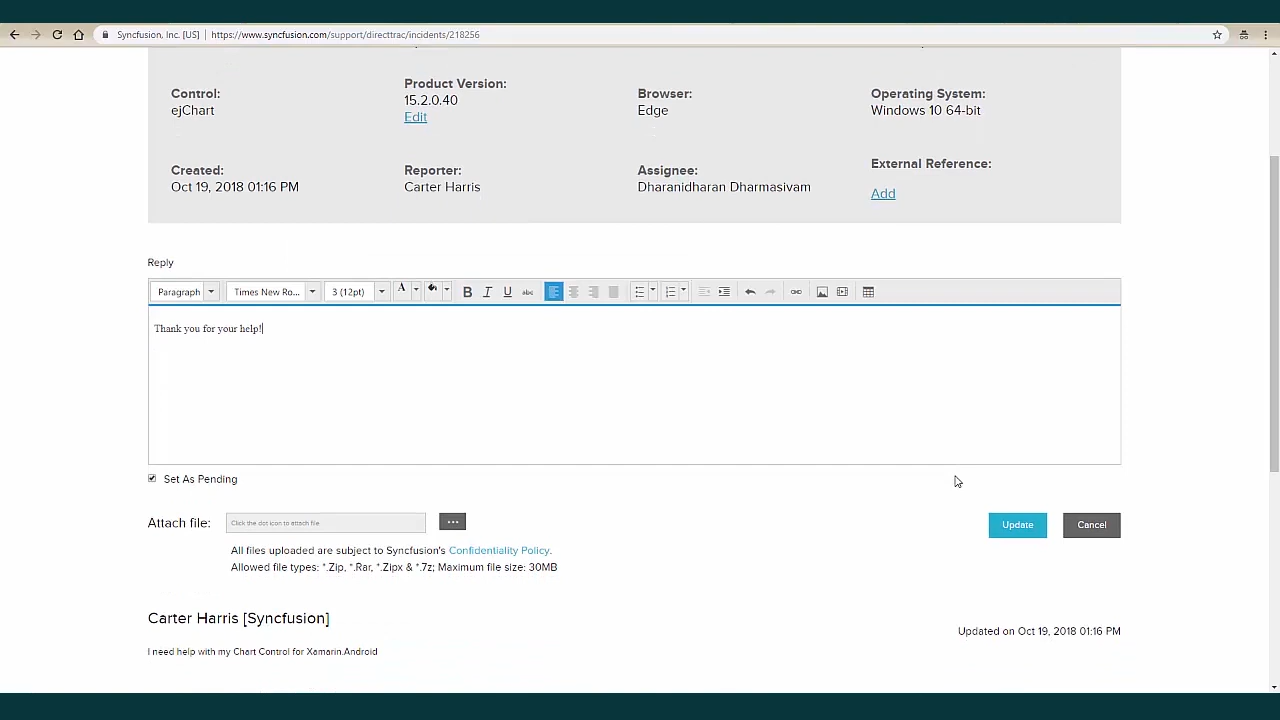 Syncfusion, Inc. [US]
https://www.syncfusion.com/support/directtrac/incidents/218256
Control:
ejChart
Product Version:
15.2.0.40
Edit
Browser:
Edge
Operating System:
Windows 10 64-bit
Created:
Oct 19, 2018 01:16 PM
Reporter:
Carter Harris
Assignee:
Dharanidharan Dharmasivam
External Reference:
Add
Reply
Paragraph
Times New Ro...
3 (12pt)
A
B I U abc
Thank you for your help!
Set As Pending
Attach file:
Click the dot icon to attach file
...
Update
Cancel
All files uploaded are subject to Syncfusion's Confidentiality Policy.
Allowed file types: *.Zip, *.Rar, *.Zipx & *.7z; Maximum file size: 30MB
Carter Harris [Syncfusion]
Updated on Oct 19, 2018 01:16 PM
I need help with my Chart Control for Xamarin.Android